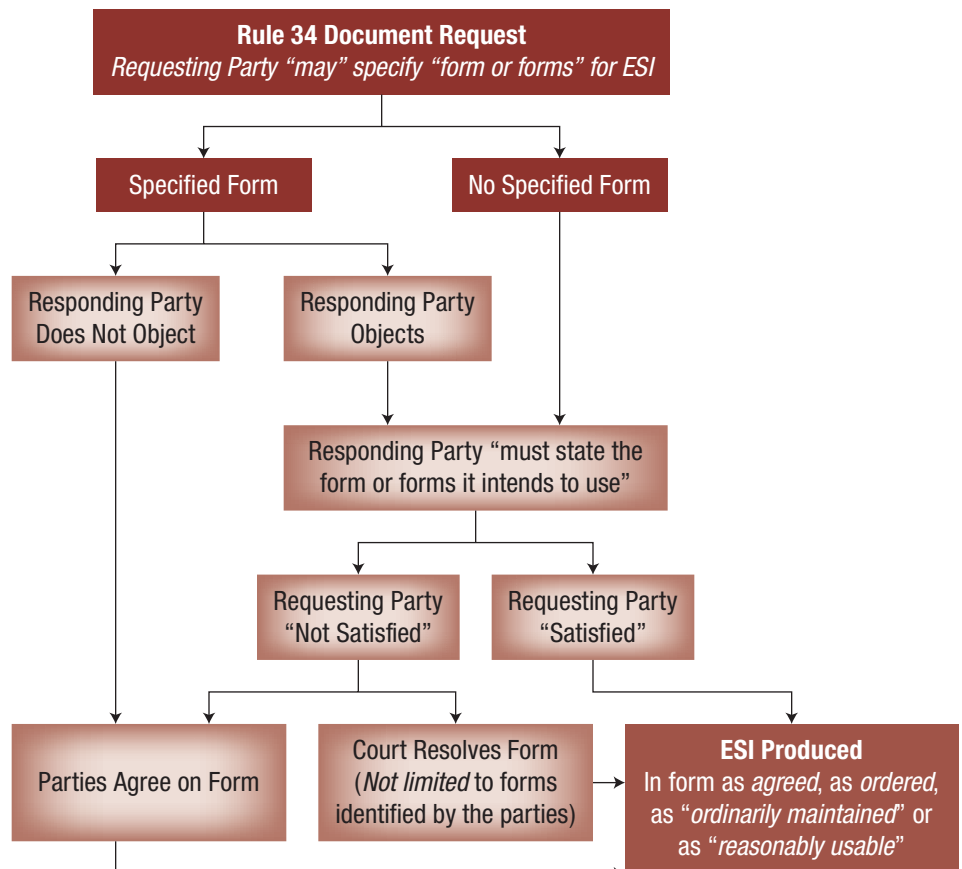 Rule 34 Document Request
Requesting Party “may” specify “form or forms” for ESI
Specified Form
No Specified Form
Responding Party
Does Not Object
Responding Party
Objects
Responding Party “must state the
form or forms it intends to use”
Requesting Party
“Not Satisfied”
Requesting Party
“Satisfied”
Parties Agree on Form
Court Resolves Form
(Not limited to forms
identified by the parties)
ESI Produced
In form as agreed, as ordered,
as “ordinarily maintained” or
as “reasonably usable”